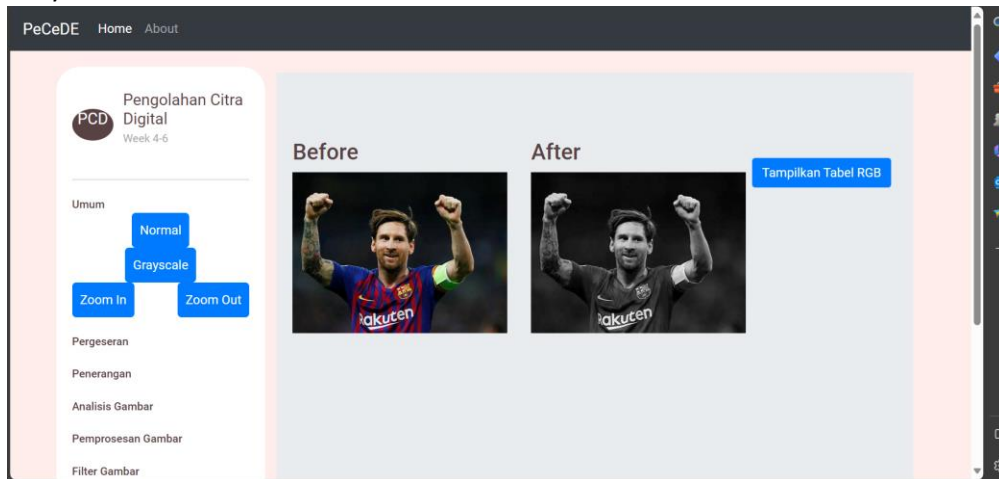 PeCeDE Home About
Pengolahan Citra
Digital
PCD
Week 4-6
Umum
Normal
Grayscale
Zoom In Zoom Out
Pergeseran
Penerangan
Analisis Gambar
Pemprosesan Gambar
Filter Gambar
Before
Rakuten
After
Rakuten
Tampilkan Tabel RGB